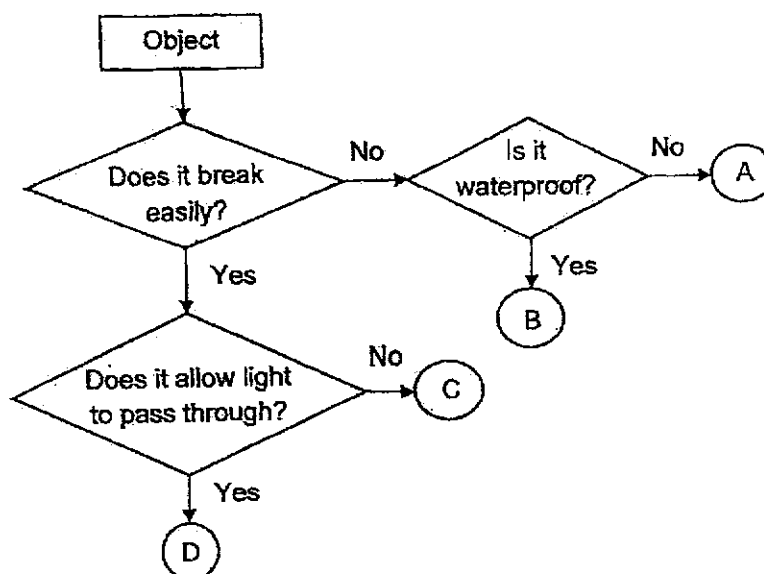 Object
Does it break
easily?
No
Is it
waterproof?
No
A
Yes
Yes
B
Does it allow light
to pass through?
No
C
Yes
D